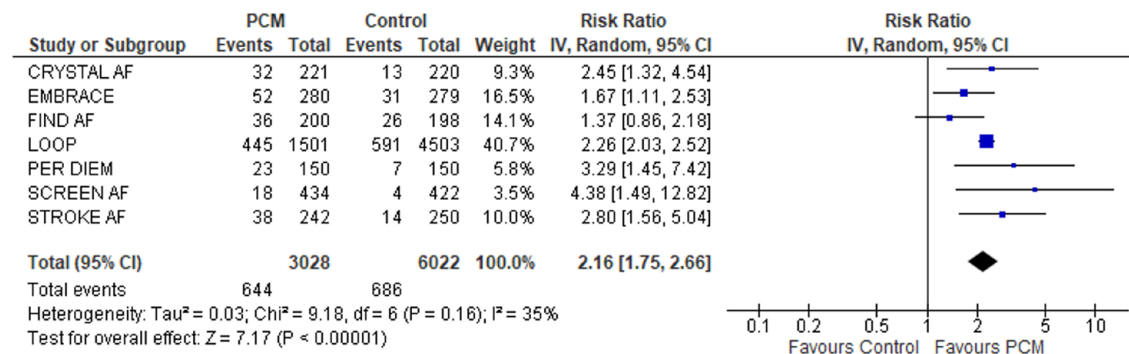 PCM Control Risk Ratio Risk Ratio
Study or Subgroup Events Total Events Total Weight IV, Random, 95% CI IV, Random, 95% CI
CRYSTAL AF 32 221 13 220 9.3% 2.45 [1.32, 4.54]
EMBRACE 52 280 31 279 16.5% 1.67 [1.11, 2.53]
FIND AF 36 200 26 198 14.1% 1.37 [0.86, 2.18]
LOOP 445 1501 591 4503 40.7% 2.26 [2.03, 2.52]
PER DIEM 23 150 7 150 5.8% 3.29 [1.45, 7.42]
SCREEN AF 18 434 4 422 3.5% 4.38 [1.49, 12.82]
STROKE AF 38 242 14 250 10.0% 2.80 [1.56, 5.04]
Total (95% CI) 3028 6022 100.0% 2.16 [1.75, 2.66]
Total events 644 686
Heterogeneity: Tau² = 0.03; Chi² = 9.18, df = 6 (P = 0.16); I² = 35%
Test for overall effect: Z = 7.17 (P < 0.00001)
0.1 0.2 0.5 1 2 5 10
Favours Control Favours PCM